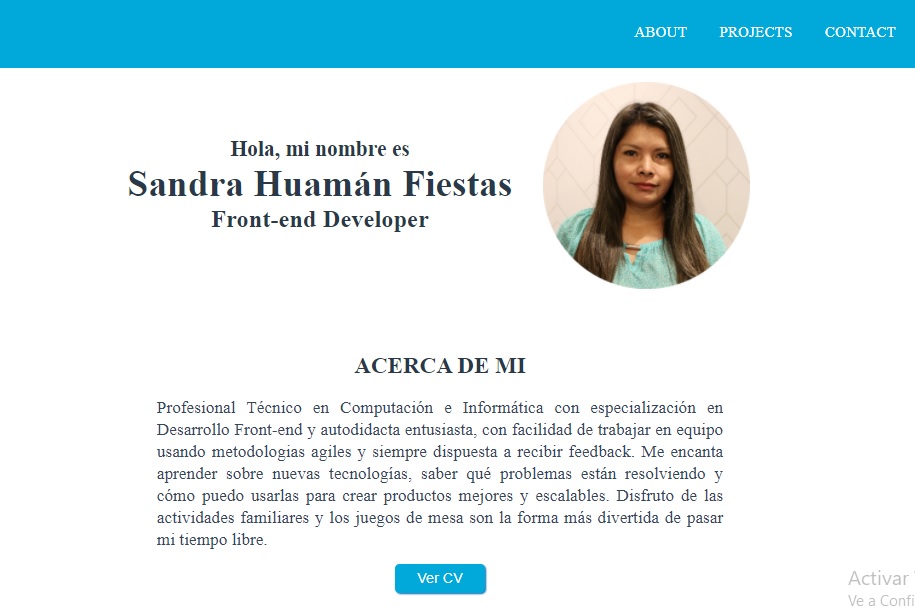 ABOUT PROJECTS CONTACT
Hola, mi nombre es
Sandra Huamán Fiestas
Front-end Developer
ACERCA DE MI
Profesional Técnico en Computación e Informática con especialización en
Desarrollo Front-end y autodidacta entusiasta, con facilidad de trabajar en equipo
usando metodologias agiles y siempre dispuesta a recibir feedback. Me encanta
aprender sobre nuevas tecnologías, saber qué problemas están resolviendo y
cómo puedo usarlas para crear productos mejores y escalables. Disfruto de las
actividades familiares y los juegos de mesa son la forma más divertida de pasar
mi tiempo libre.
Ver CV
Activar
Ve a Confi